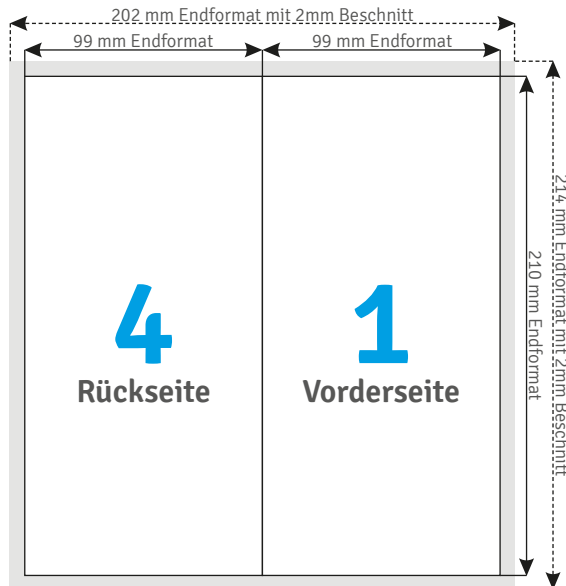 202 mm Endformat mit 2mm Beschnitt
99 mm Endformat
99 mm Endformat
4
Rückseite
1
Vorderseite
210 mm Endformat
214 mm Endformat mit 2mm Beschnitt